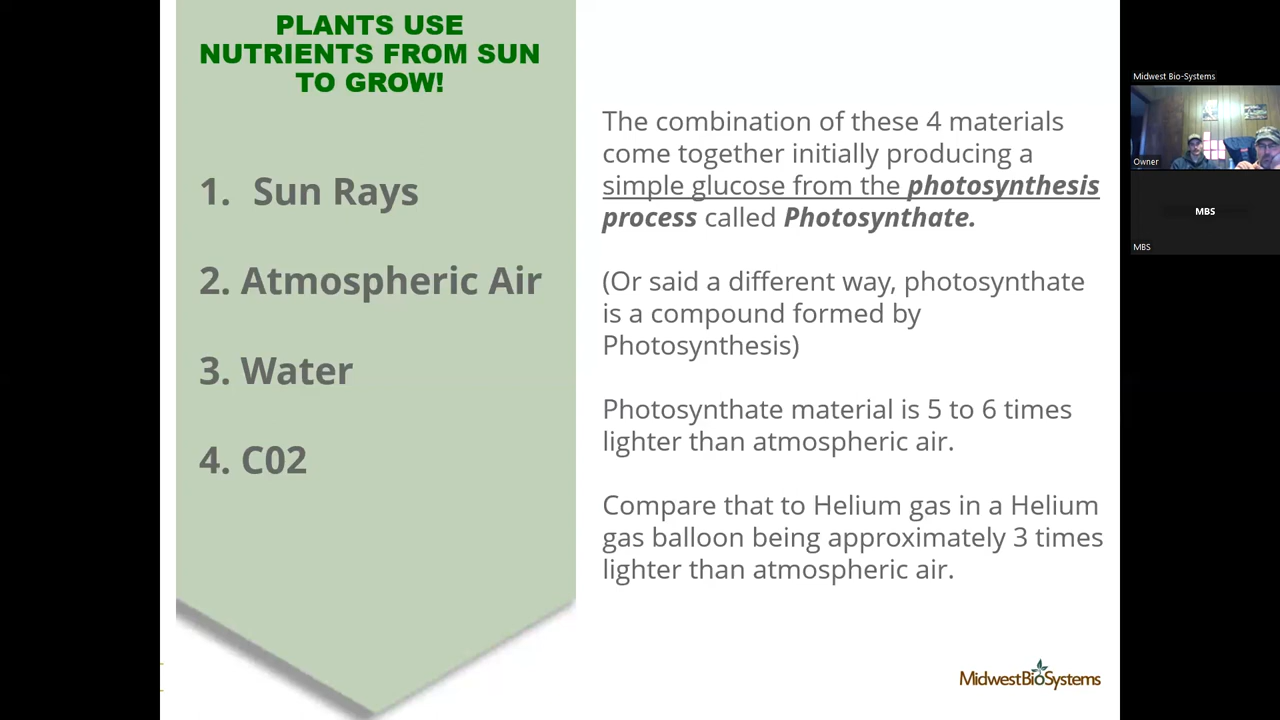 PLANTS USE
NUTRIENTS FROM SUN
TO GROW!
1. Sun Rays
2. Atmospheric Air
3. Water
4. C02
The combination of these 4 materials
come together initially producing a
simple glucose from the photosynthesis
process called Photosynthate.
(Or said a different way, photosynthate
is a compound formed by
Photosynthesis)
Photosynthate material is 5 to 6 times
lighter than atmospheric air.
Compare that to Helium gas in a Helium
gas balloon being approximately 3 times
lighter than atmospheric air.
MidwestBioSystems
Midwest Bio-Systems
Owner
MBS
MBS